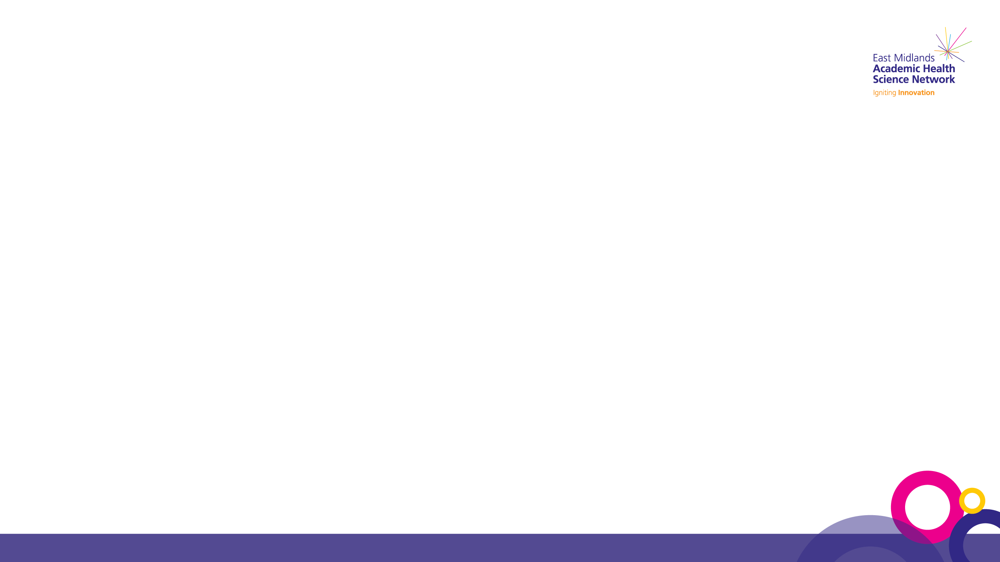 East Midlands
Academic Health
Science Network
Igniting Innovation